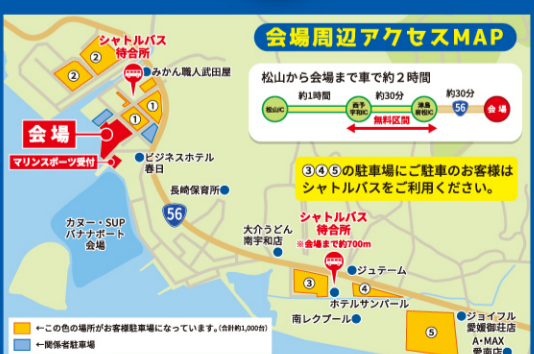 会場周辺アクセスMAP
松山から会場まで車で約2時間
約1時間
約30分
約30分
松山IC
西予
宇和IC
津島
岩松IC
56
会場
無料区間
③④⑤の駐車場にご駐車のお客様は
シャトルバスをご利用ください。
シャトルバス
待合所
②
②
みかん職人武田屋
①
①
会場
マリンスポーツ受付
ビジネスホテル
春日
長崎保育所
56
カヌー・SUP
バナナボート
会場
大介うどん
南宇和店
シャトルバス
待合所
※会場まで約700m
ジュテーム
③
④
ホテルサンパール
南レクプール
⑤
ジョイフル
愛媛御荘店
A・MAX
愛南店
←この色の場所がお客様駐車場になっています。(合計約1,000台)
←関係者駐車場